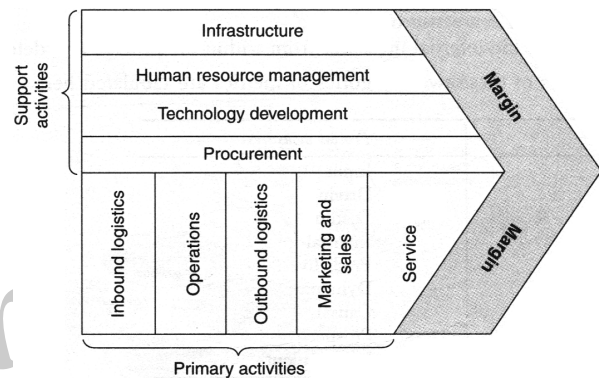 Infrastructure
Human resource management
Technology development
Procurement
Support
activities
Inbound logistics
Operations
Outbound logistics
Marketing and
sales
Service
Margin
Margin
Primary activities